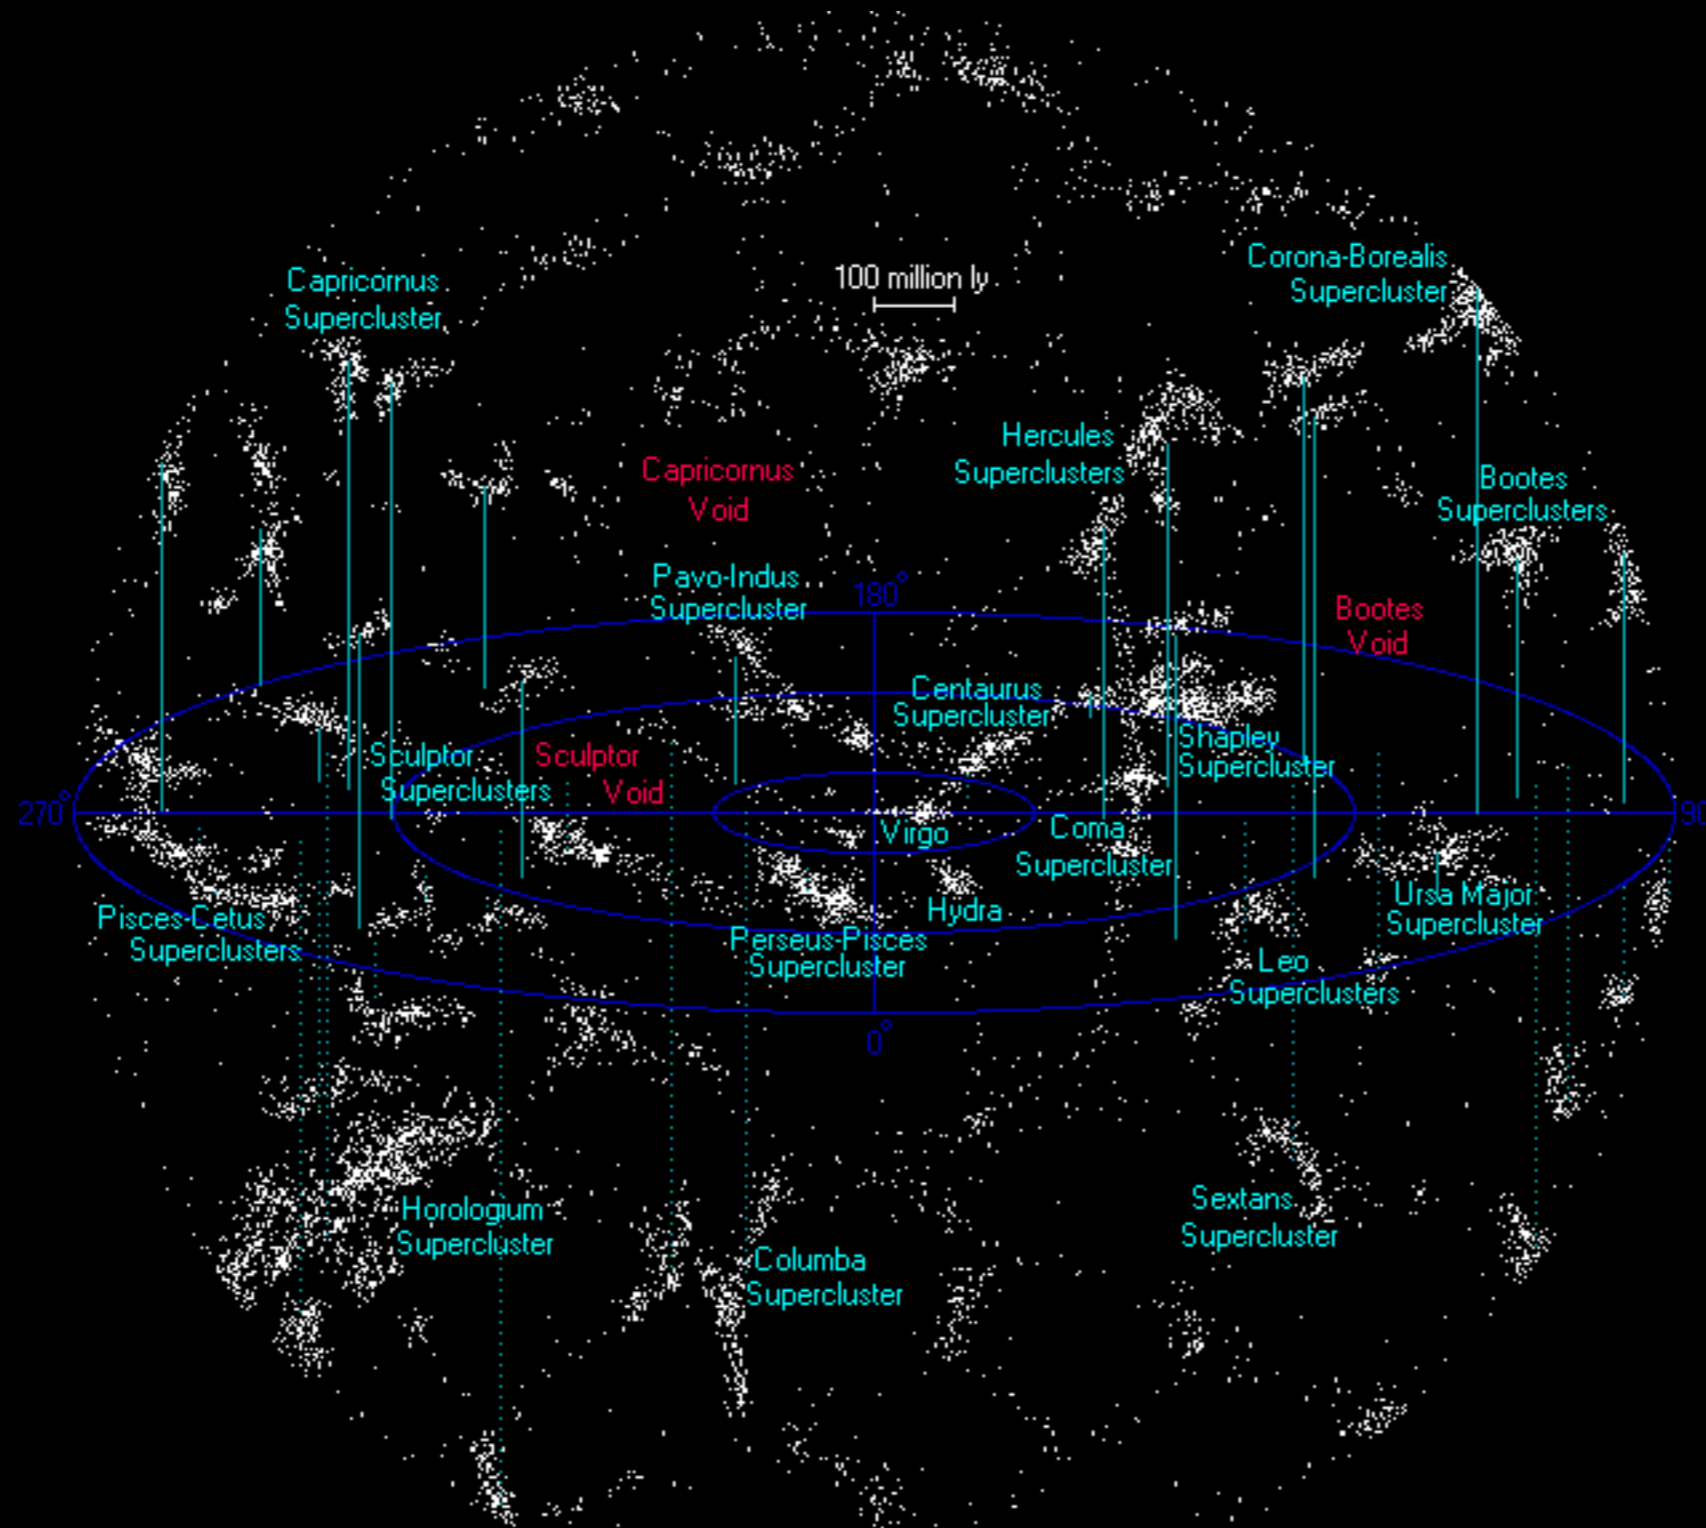 Corona-Borealis
Supercluster
100 million ly
Capricornus
Supercluster
Hercules
Superclusters
Capricornus
Void
Bootes
Superclusters
Pavo-Indus
Supercluster
180°
Bootes
Void
Centaurus
Supercluster
Sculptor
Superclusters
Sculptor
Void
Shapley
Supercluster
270°
90
Virgo
Coma
Supercluster
Ursa Major
Supercluster
Hydra
Pisces-Cetus
Superclusters
Perseus-Pisces
Supercluster
Leo
Superclusters
0°
Horologium
Supercluster
Sextans
Supercluster
Columba
Supercluster